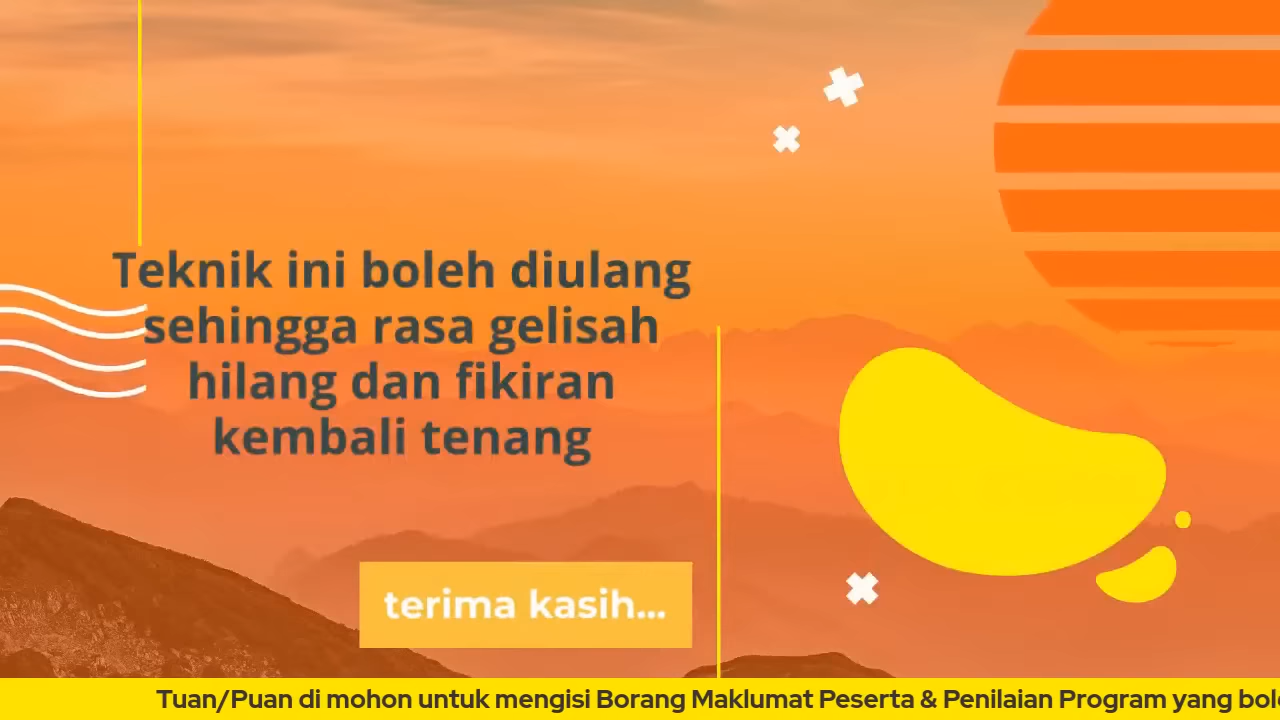 Teknik ini boleh diulang
sehingga rasa gelisah
hilang dan fikiran
kembali tenang
terima kasih...
Tuan/Puan di mohon untuk mengisi Borang Maklumat Peserta & Penilaian Program yang